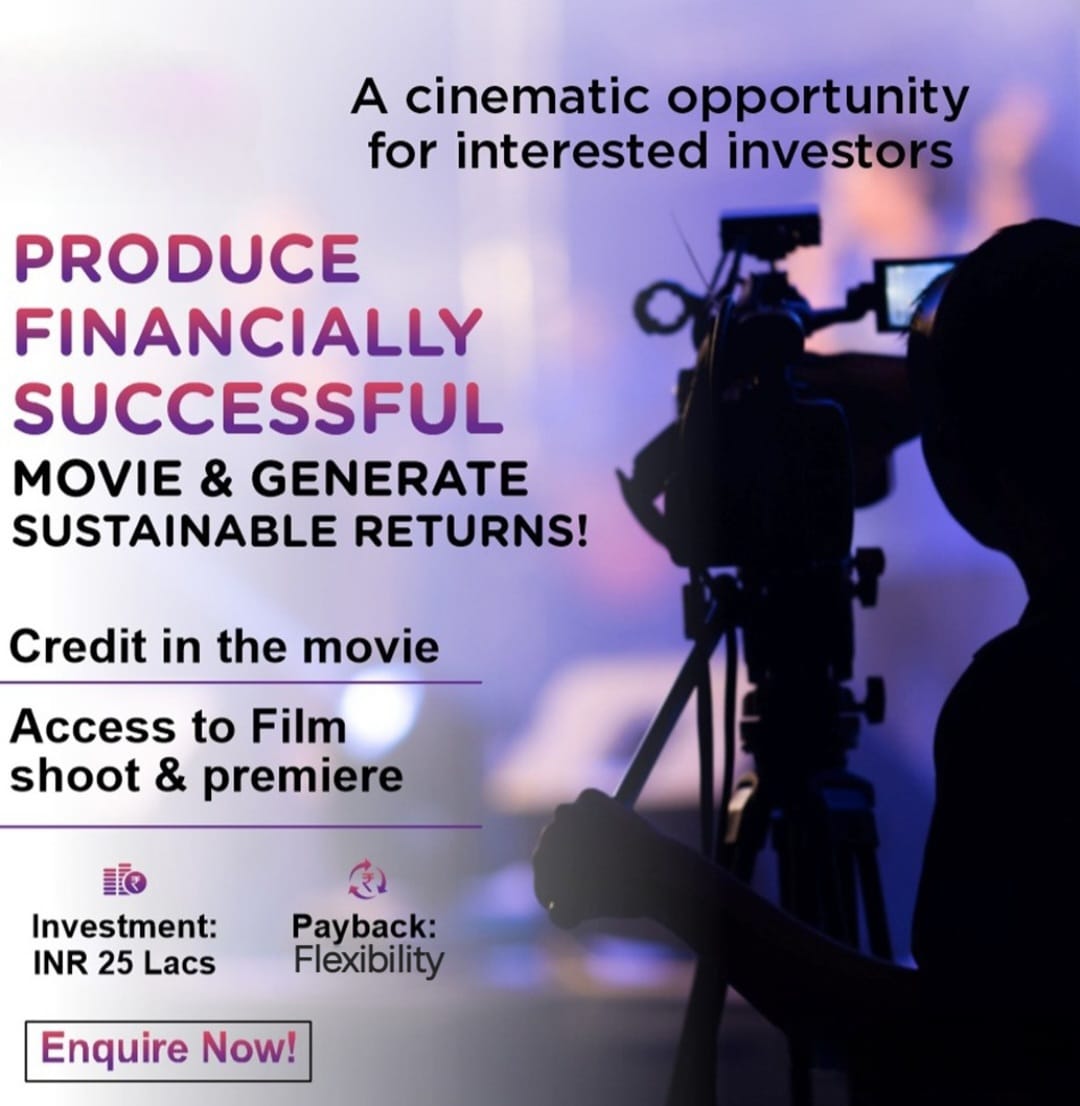 A cinematic opportunity
for interested investors
PRODUCE
FINANCIALLY
SUCCESSFUL
MOVIE & GENERATE
SUSTAINABLE RETURNS!
Credit in the movie
Access to Film
shoot & premiere
Investment:
INR 25 Lacs
Payback:
Flexibility
Enquire Now!